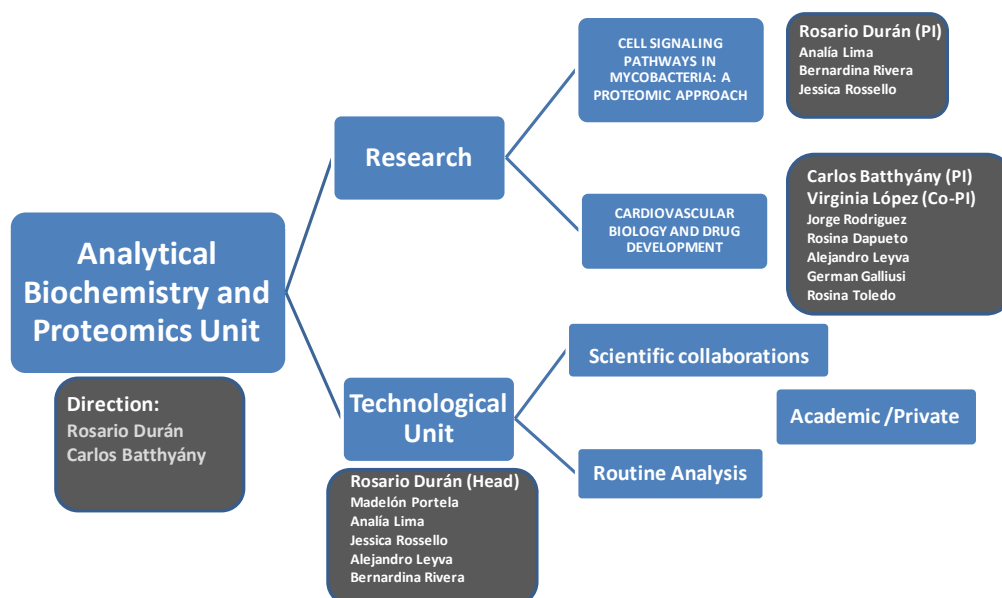 Analytical
Biochemistry and
Proteomics Unit
Direction:
Rosario Durán
Carlos Batthyány
Research
CELL SIGNALING
PATHWAYS IN
MYCOBACTERIA: A
PROTEOMIC APPROACH
Rosario Durán (PI)
Analía Lima
Bernardina Rivera
Jessica Rossello
CARDIOVASCULAR
BIOLOGY AND DRUG
DEVELOPMENT
Carlos Batthyány (PI)
Virginia López (Co-PI)
Jorge Rodriguez
Rosina Dapueto
Alejandro Leyva
German Galliusi
Rosina Toledo
Technological
Unit
Rosario Durán (Head)
Madelón Portela
Analía Lima
Jessica Rossello
Alejandro Leyva
Bernardina Rivera
Scientific collaborations
Academic /Private
Routine Analysis